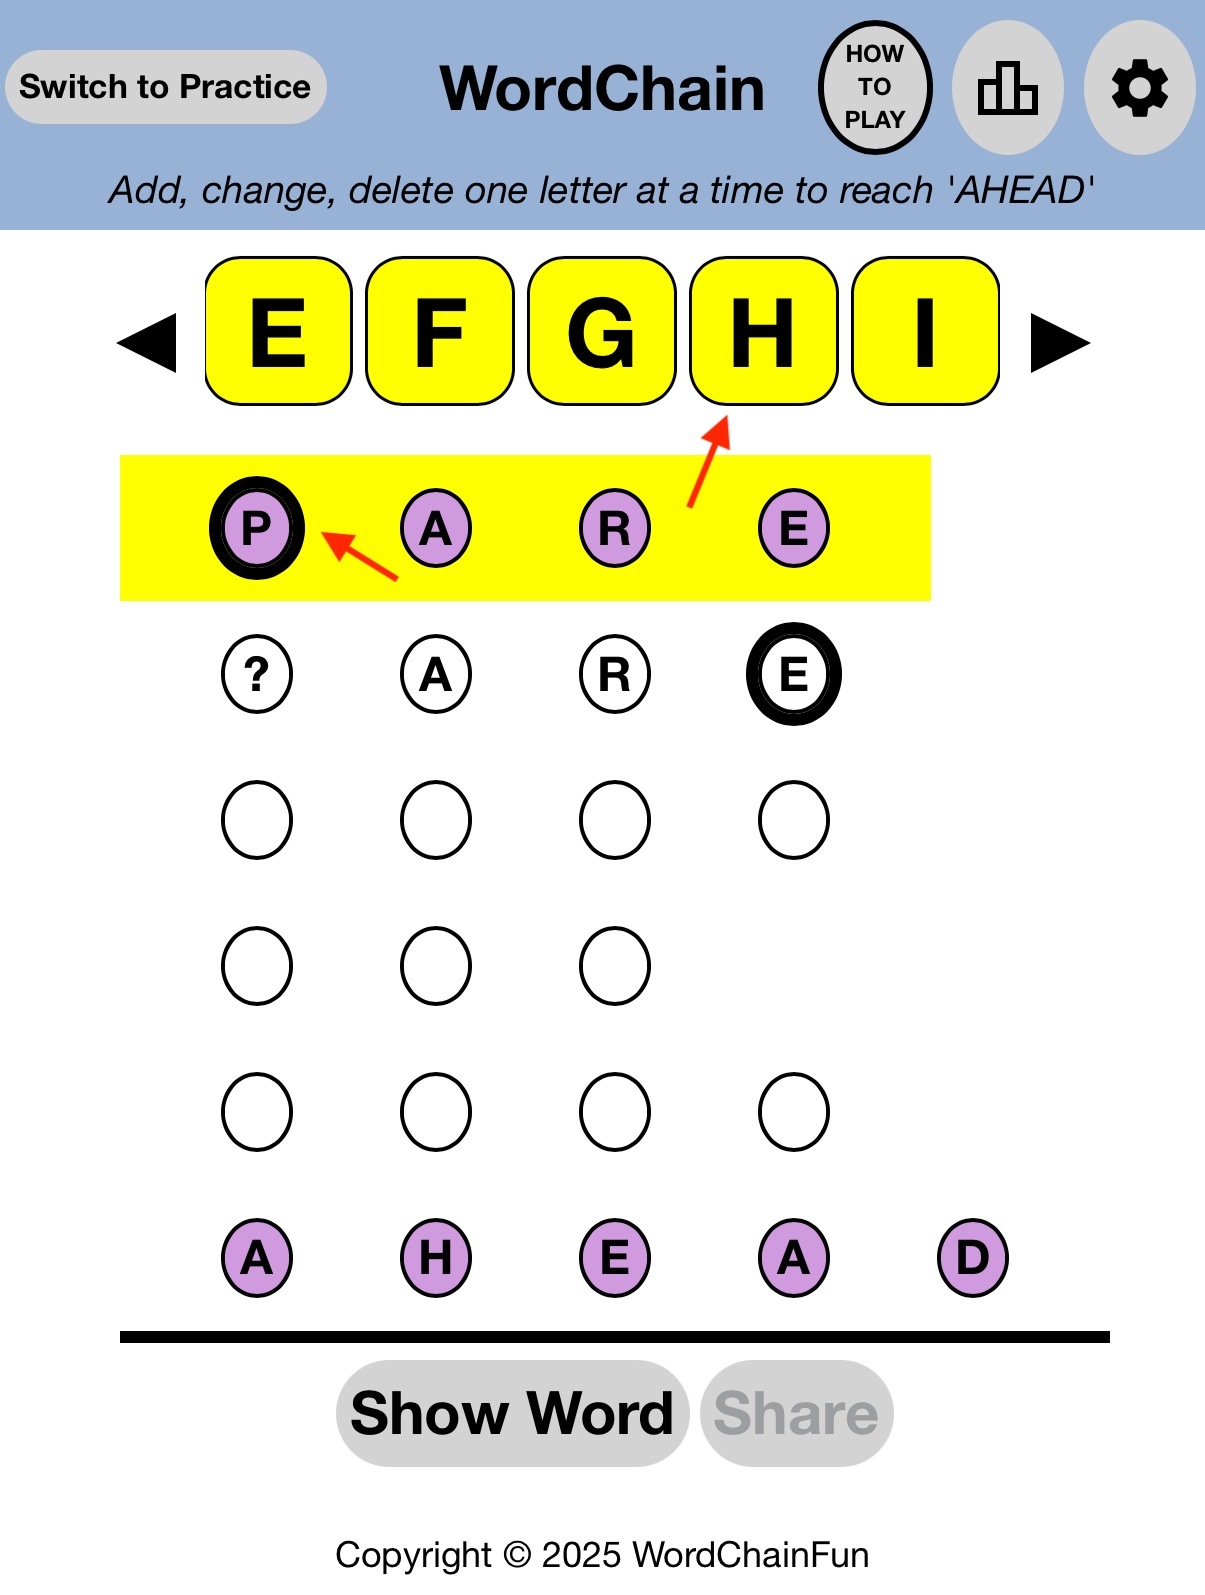 Switch to Practice
WordChain
HOW
TO
PLAY
Add, change, delete one letter at a time to reach 'AHEAD'
E F G H I
P A R E
? A R E
A H E A D
Show Word Share
Copyright © 2025 WordChainFun